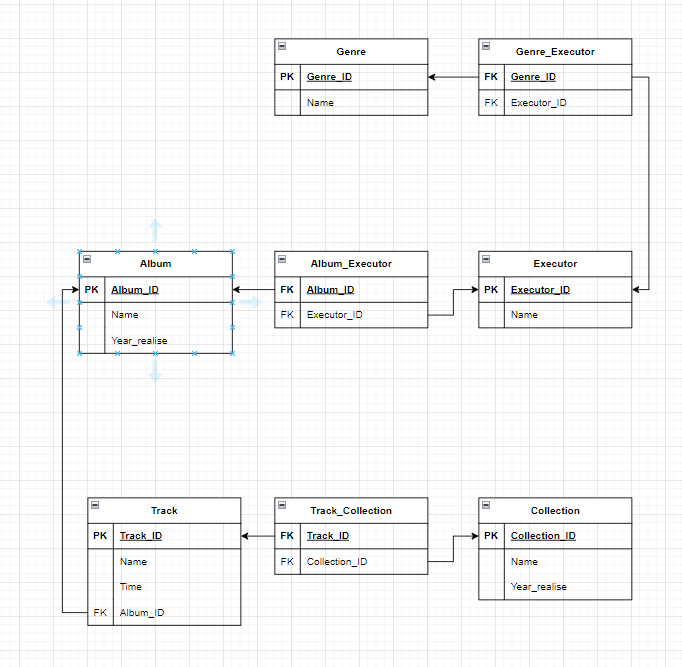 Genre
PK Genre_ID
Name
Genre_Executor
FK Genre_ID
FK Executor_ID
Album
PK Album_ID
Name
Year_realise
Album_Executor
FK Album_ID
FK Executor_ID
Executor
PK Executor_ID
Name
Track
PK Track_ID
Name
Time
FK Album_ID
Track_Collection
FK Track_ID
FK Collection_ID
Collection
PK Collection_ID
Name
Year_realise